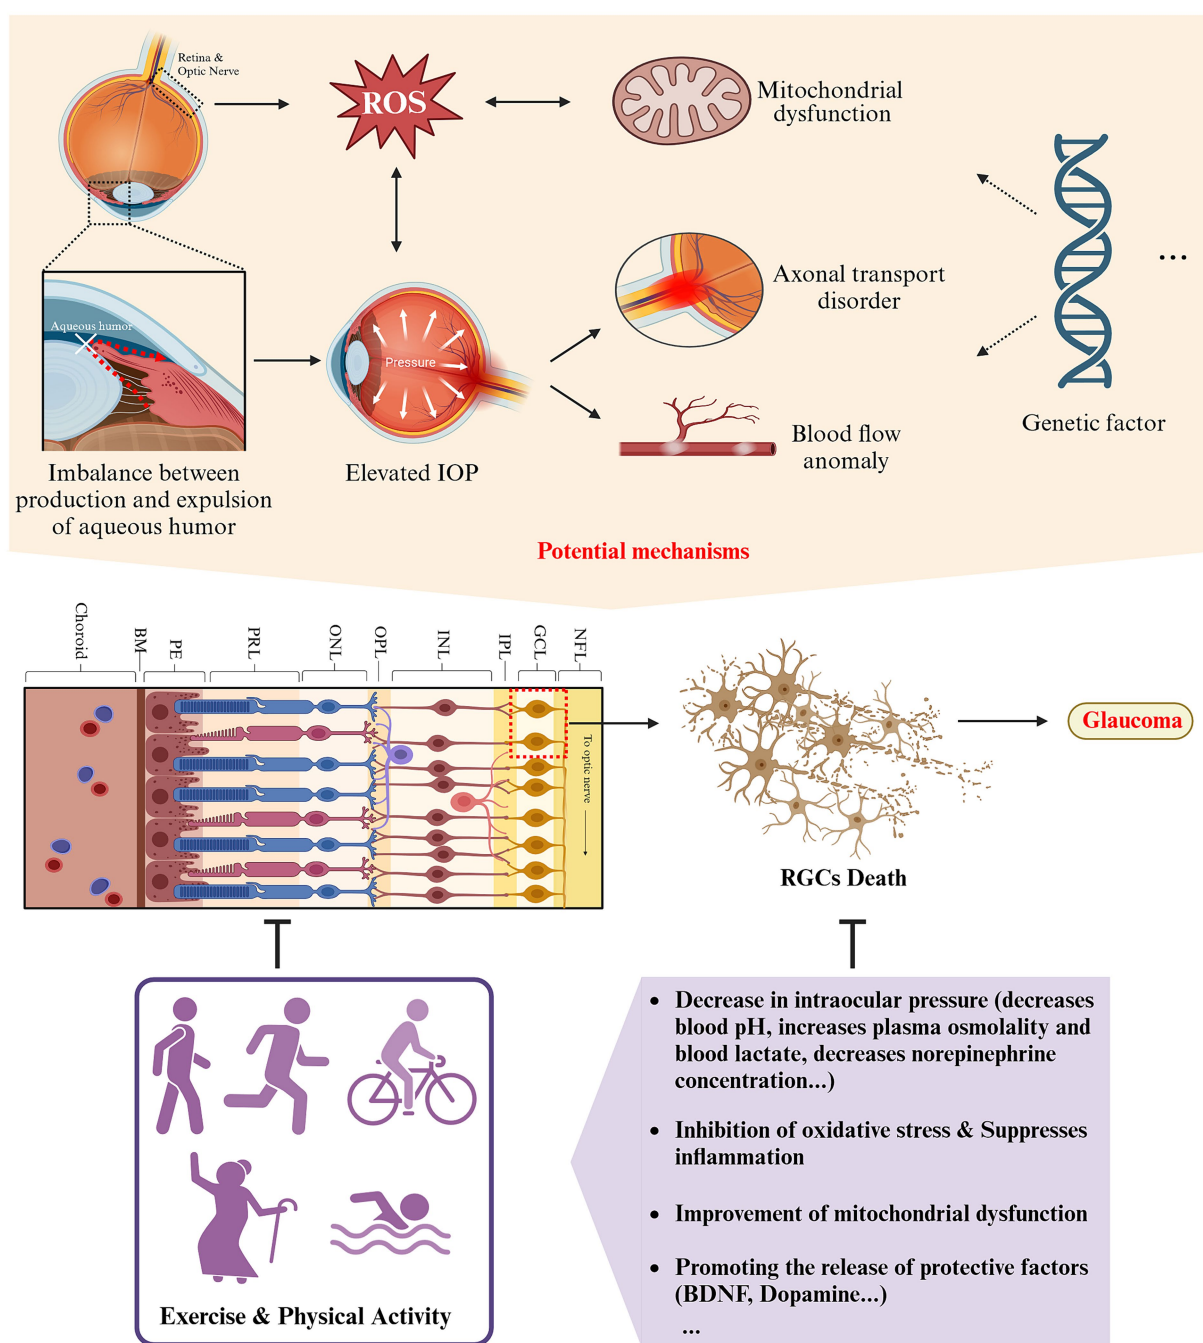 Retina &
Optic Nerve
ROS
Mitochondrial
dysfunction
Aqueous humor
Pressure
Axonal transport
disorder
...
Blood flow
anomaly
Genetic factor
Imbalance between
production and expulsion
of aqueous humor
Elevated IOP
Potential mechanisms
Choroid
BM
PE
PRL
ONL
OPL
INL
IPL
GCL
NFL
To optic nerve
Glaucoma
RGCs Death
Exercise & Physical Activity
• Decrease in intraocular pressure (decreases
blood pH, increases plasma osmolality and
blood lactate, decreases norepinephrine
concentration...)
• Inhibition of oxidative stress & Suppresses
inflammation
• Improvement of mitochondrial dysfunction
• Promoting the release of protective factors
(BDNF, Dopamine...)
...